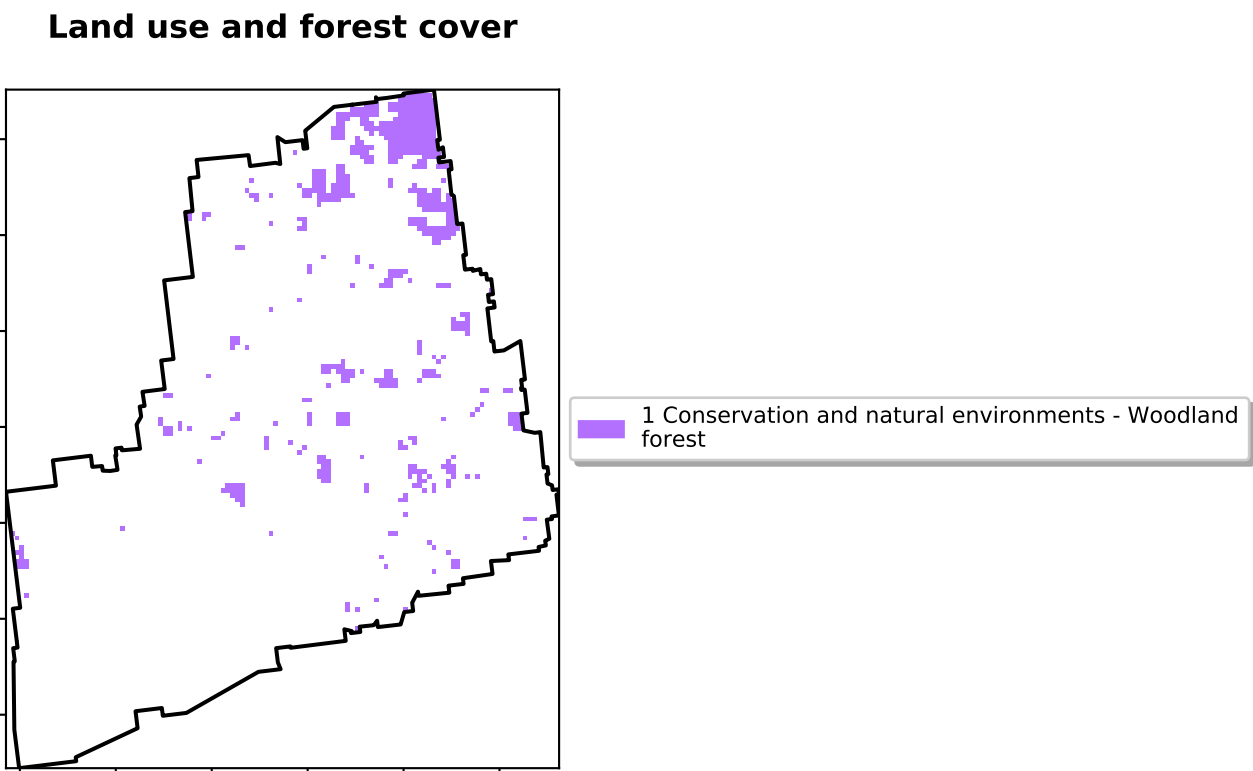 Land use and forest cover
1 Conservation and natural environments - Woodland
forest